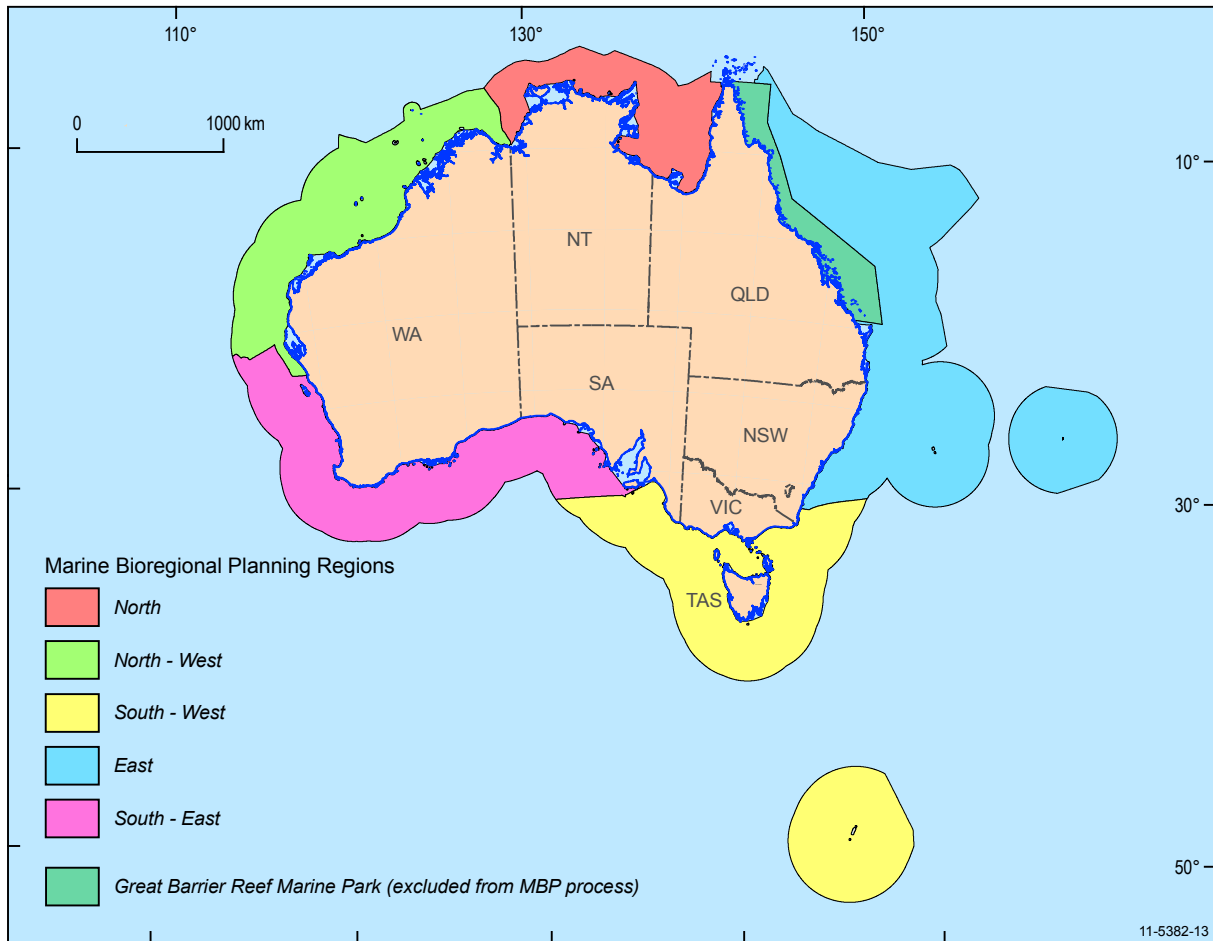 110°
130°
150°
0
1000 km
10°
NT
QLD
WA
SA
NSW
30°
VIC
TAS
Marine Bioregional Planning Regions
North
North - West
South - West
East
South - East
Great Barrier Reef Marine Park (excluded from MBP process)
50°
11-5382-13